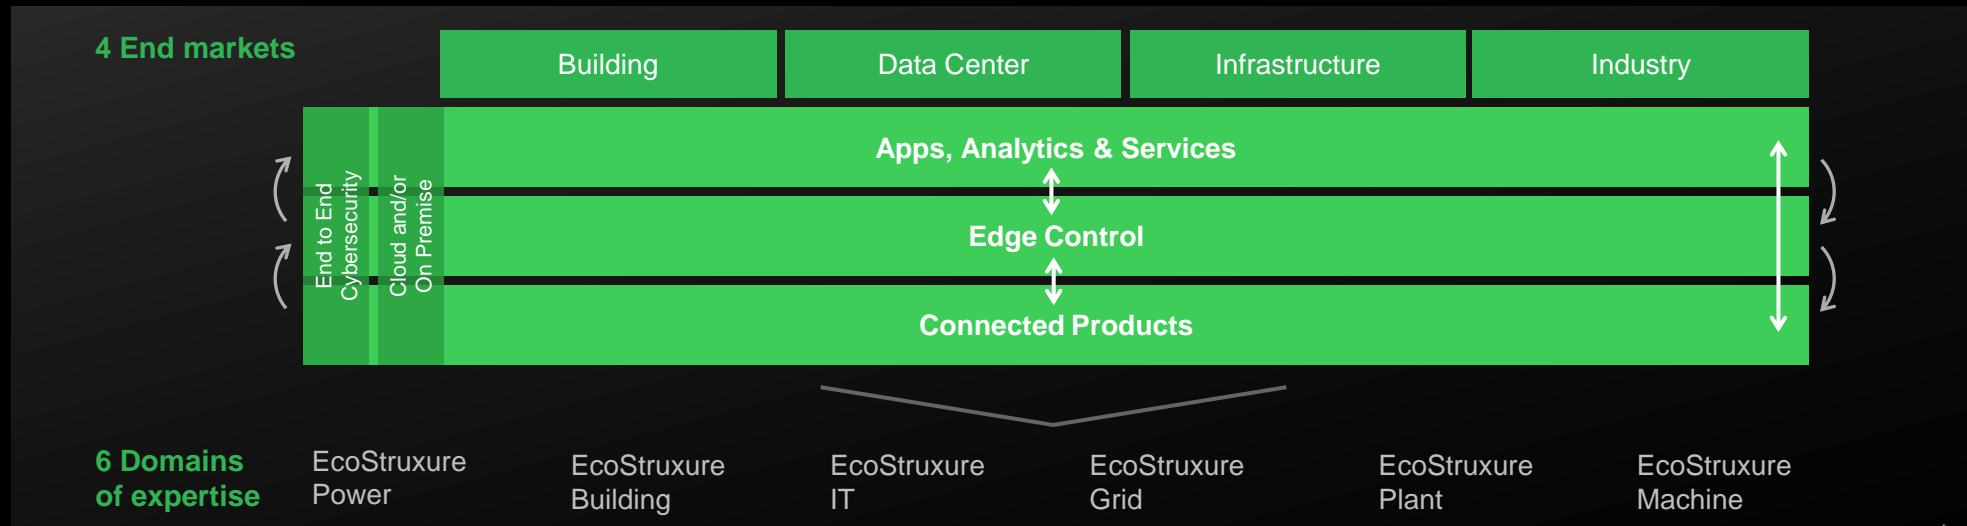 4 End markets
Building
Data Center
Infrastructure
Industry
End to End
Cybersecurity
Cloud and/or
On Premise
Apps, Analytics & Services
Edge Control
Connected Products
6 Domains
of expertise
EcoStruxure
Power
EcoStruxure
Building
EcoStruxure
IT
EcoStruxure
Grid
EcoStruxure
Plant
EcoStruxure
Machine